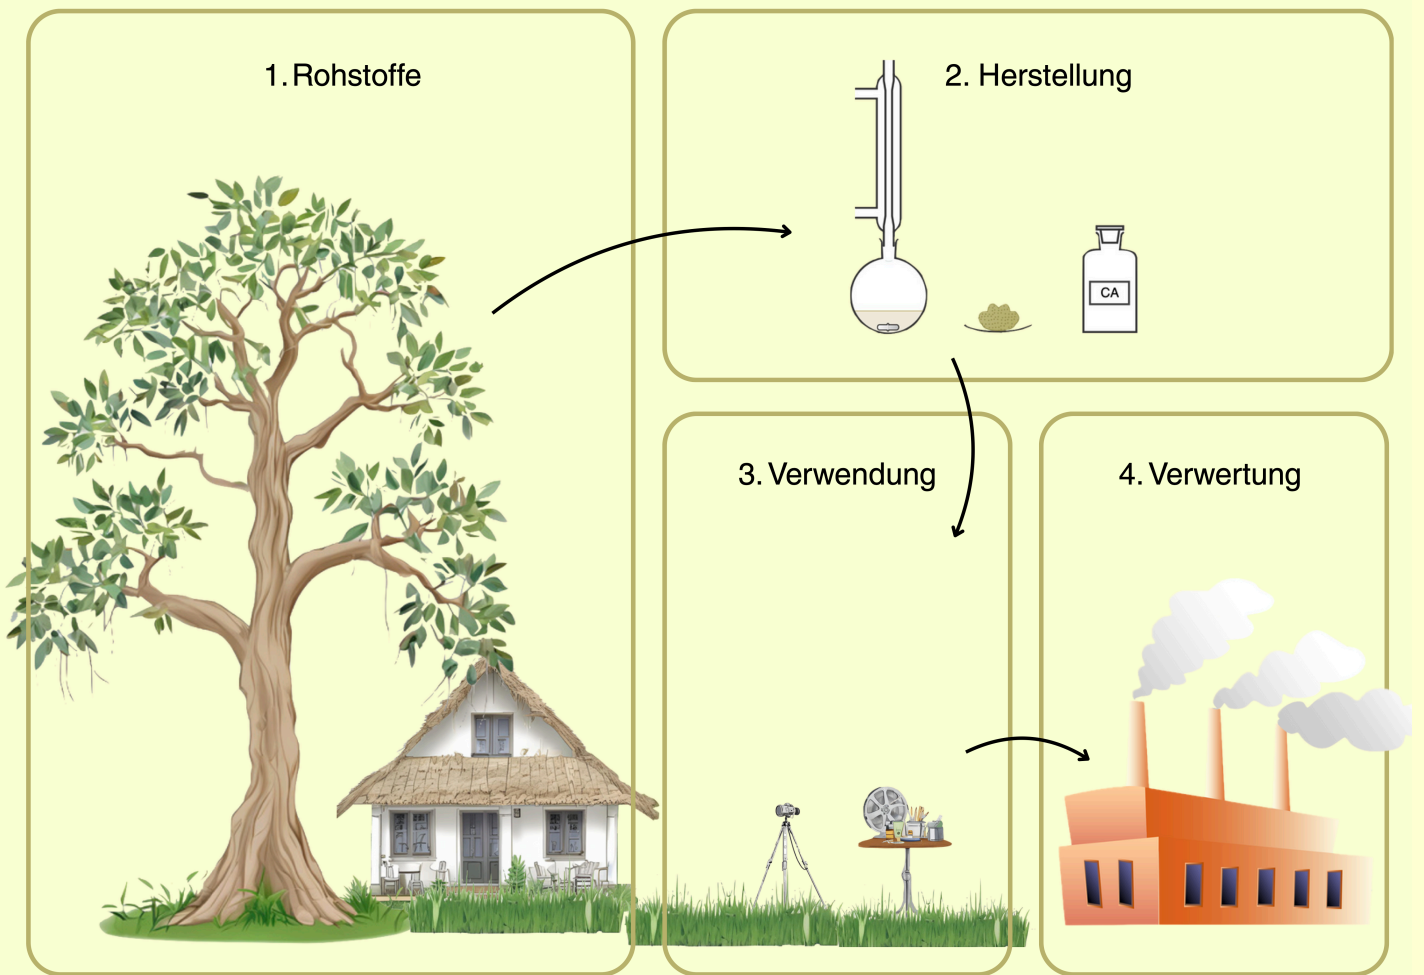 1. Rohstoffe
2. Herstellung
CA
3. Verwendung
4. Verwertung